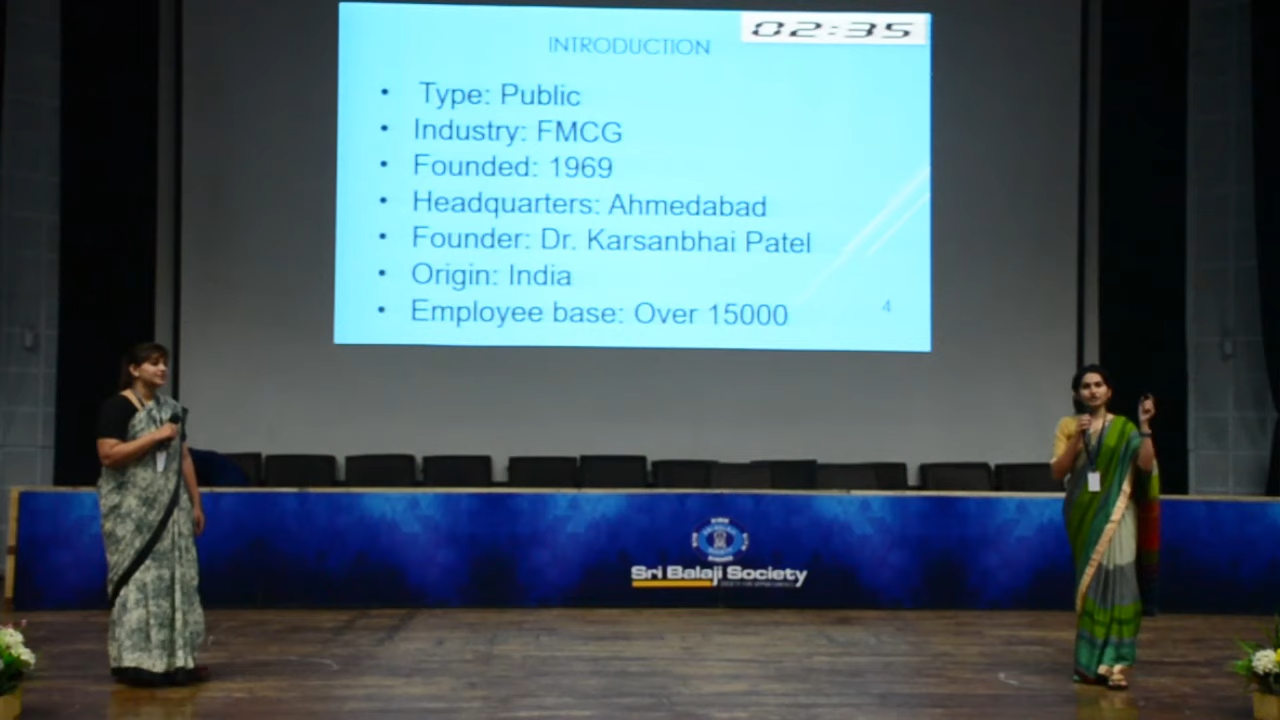 02:35
INTRODUCTION
• Type: Public
• Industry: FMCG
• Founded: 1969
• Headquarters: Ahmedabad
• Founder: Dr. Karsanbhai Patel
• Origin: India
• Employee base: Over 15000
4
Sri Balaji Society